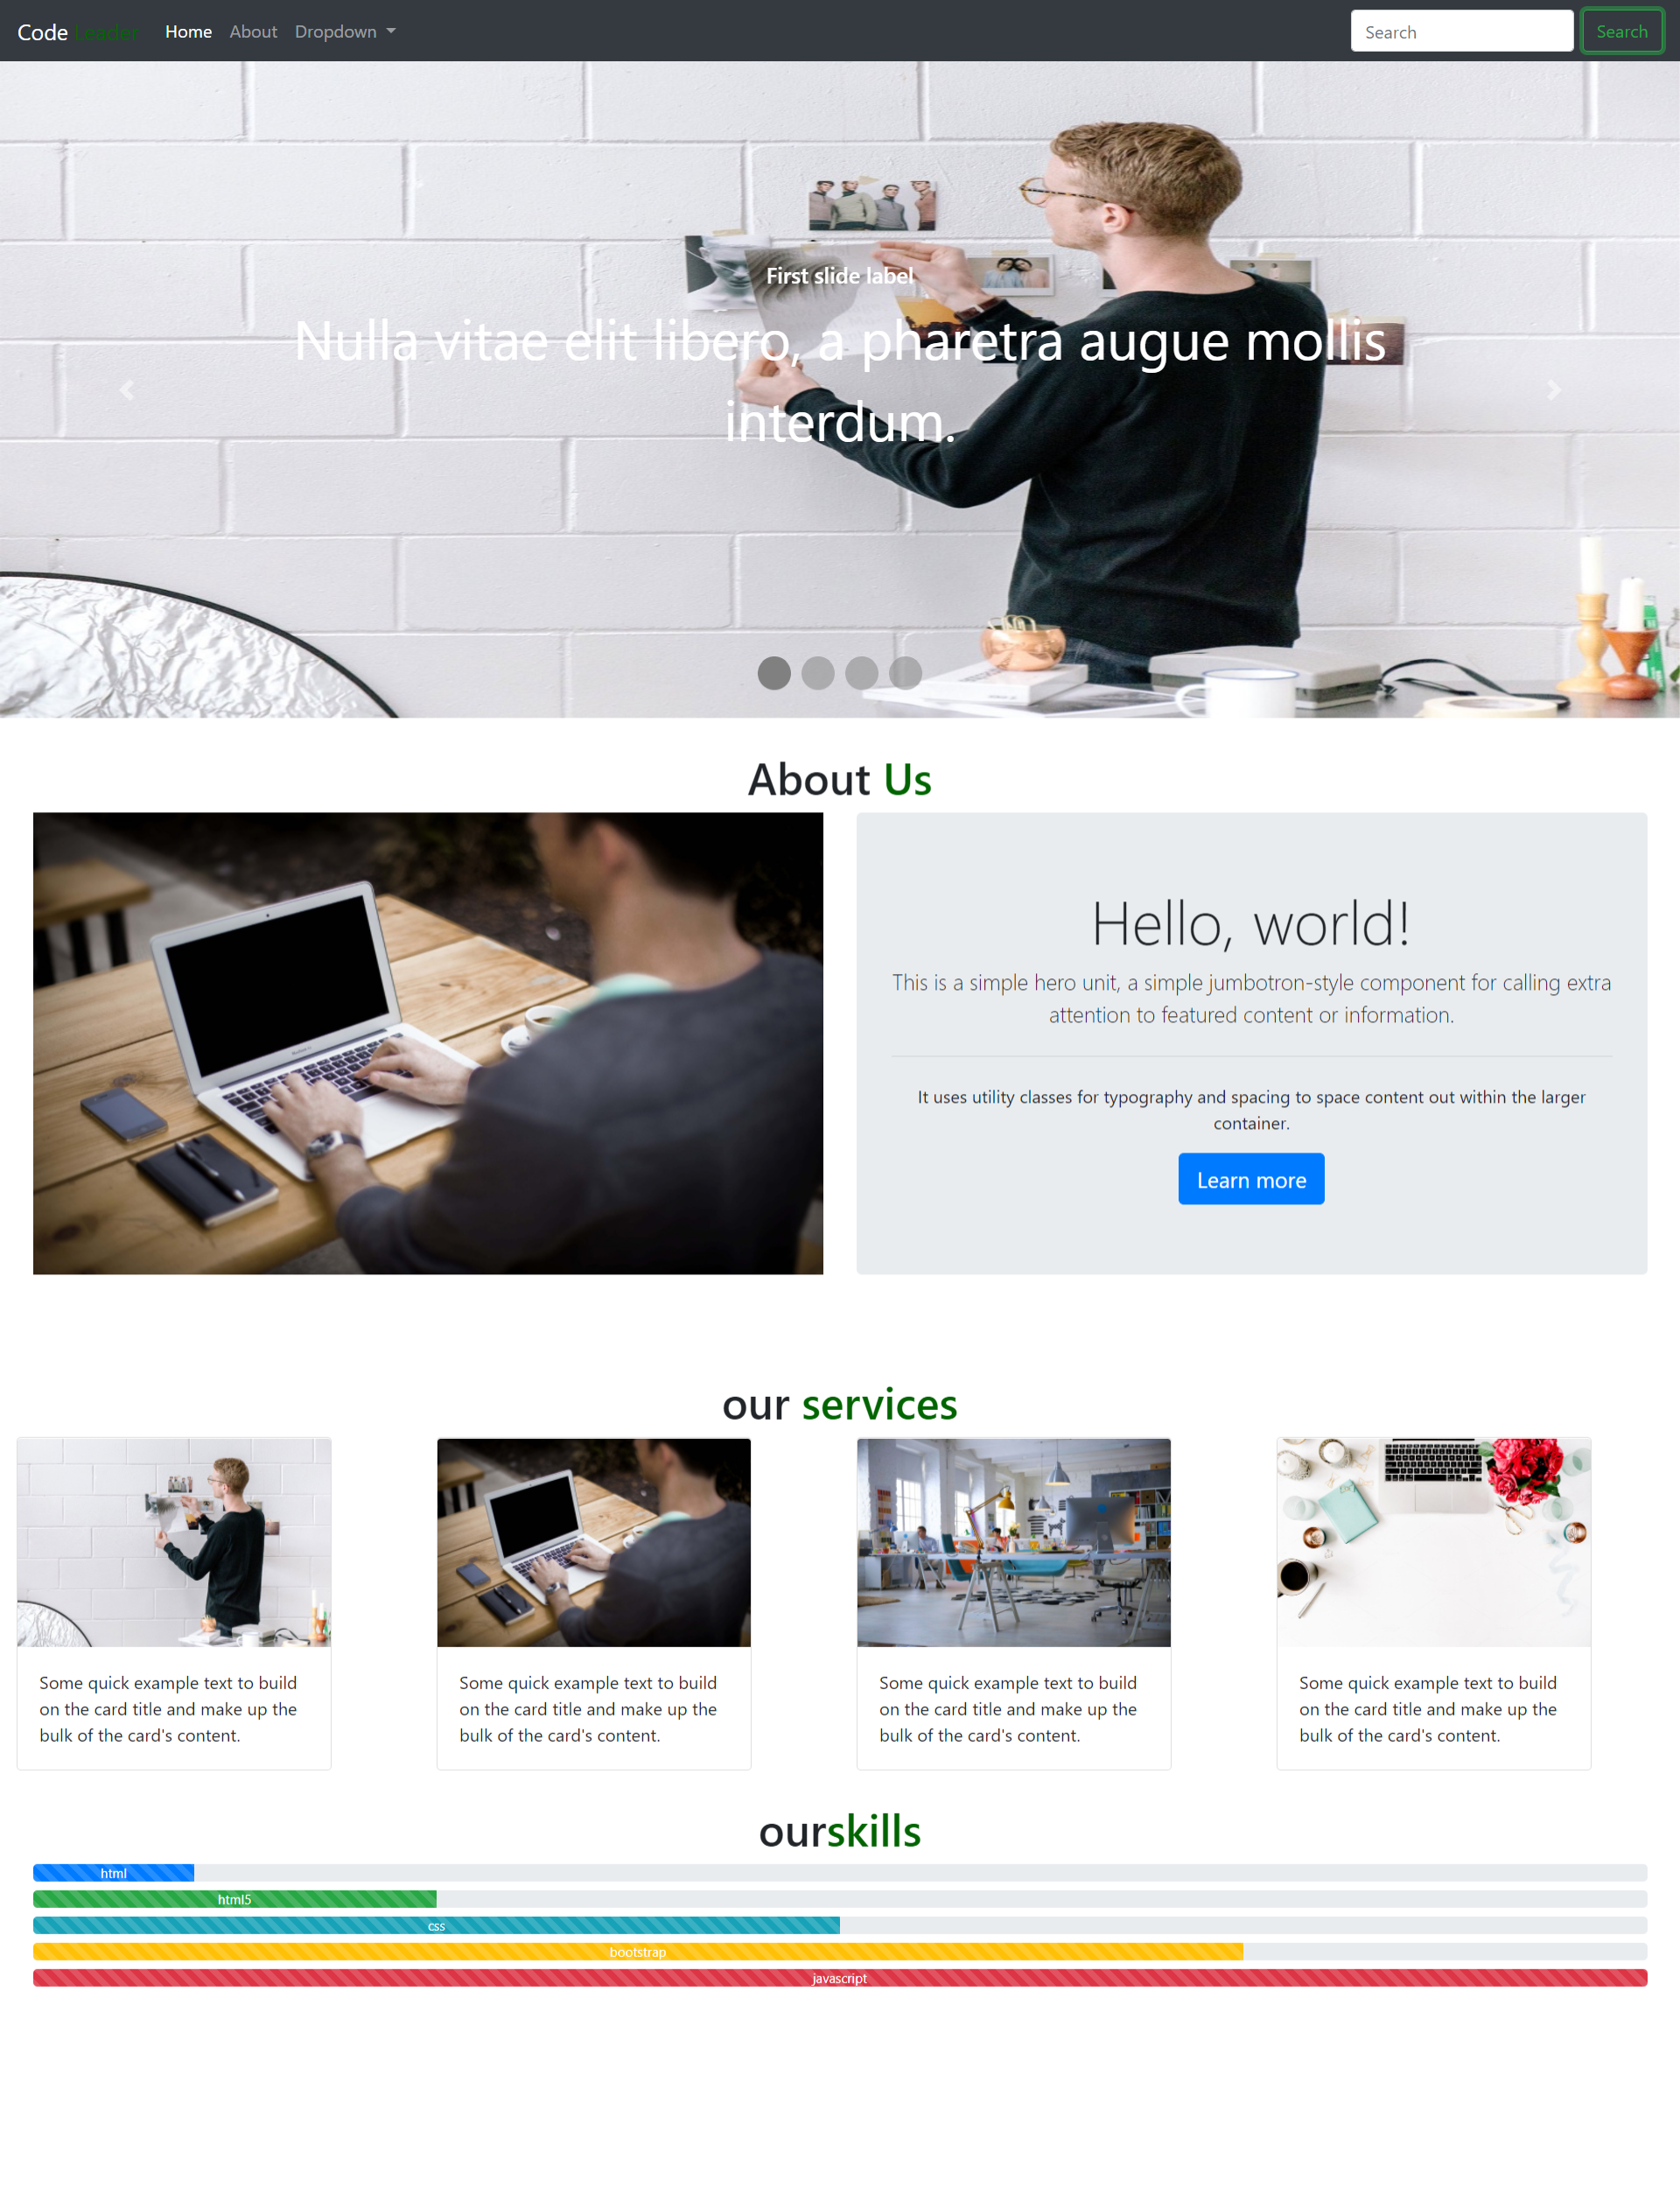 Code Leader Home About Dropdown Search Search
First slide label
Nulla vitae elit libero, a pharetra augue mollis
interdum.
About Us
Hello, world!
This is a simple hero unit, a simple jumbotron-style component for calling extra
attention to featured content or information.
It uses utility classes for typography and spacing to space content out within the larger
container.
Learn more
our services
Some quick example text to build
on the card title and make up the
bulk of the card's content.
Some quick example text to build
on the card title and make up the
bulk of the card's content.
Some quick example text to build
on the card title and make up the
bulk of the card's content.
Some quick example text to build
on the card title and make up the
bulk of the card's content.
ourskills
html
html5
css
bootstrap
javascript